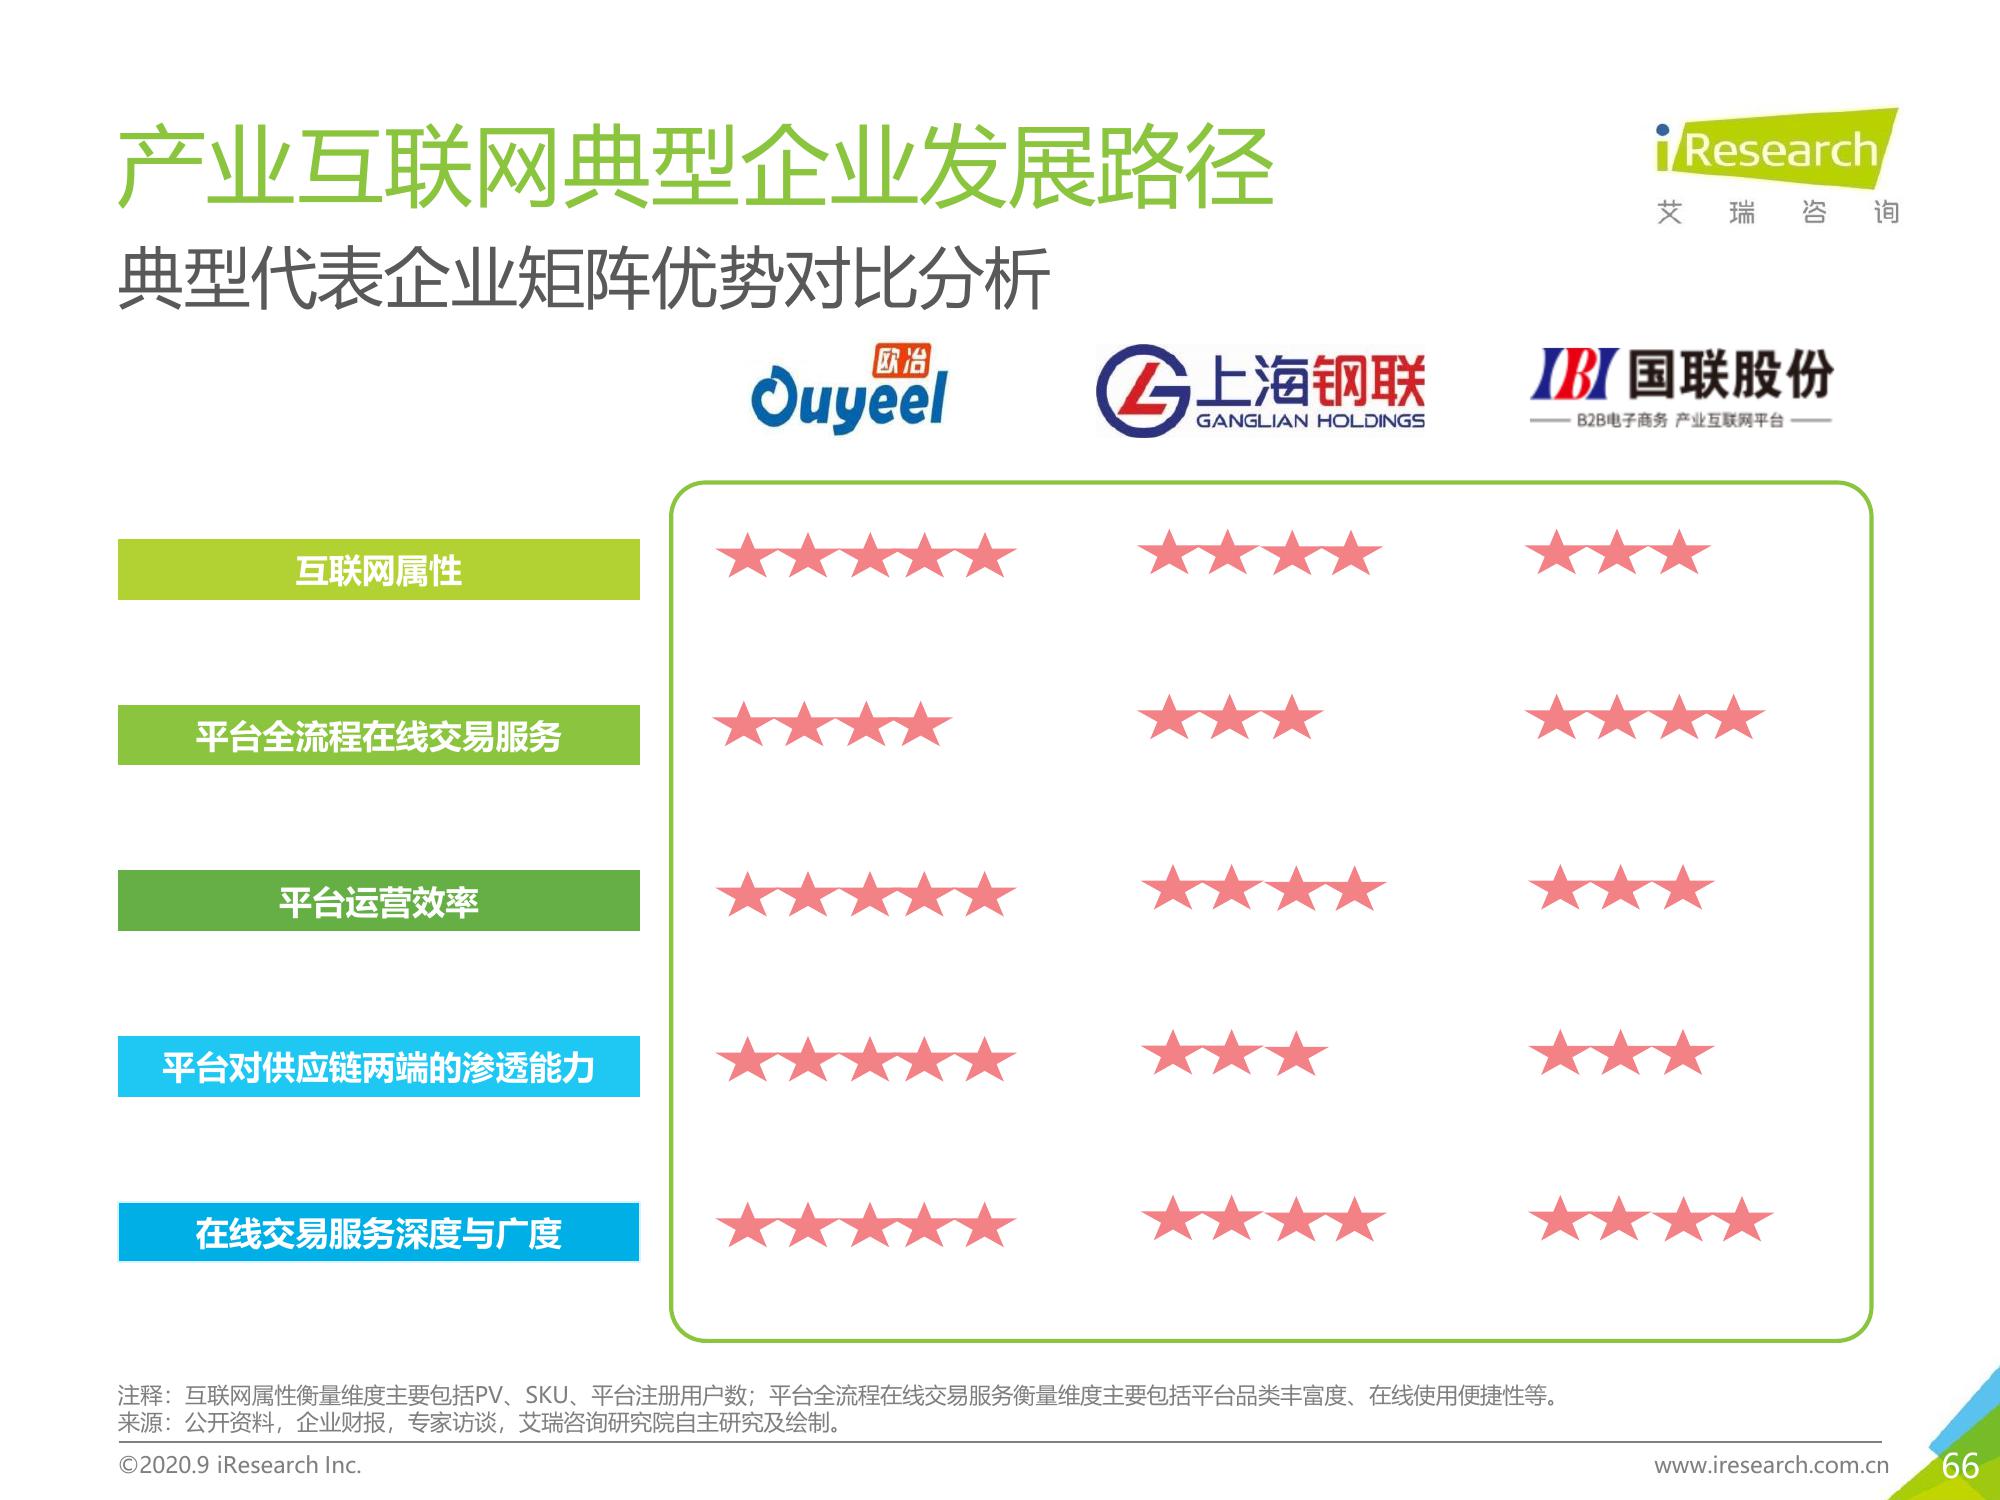 产业互联网典型企业发展路径
iResearch
艾瑞咨询
典型代表企业矩阵优势对比分析
欧冶
Ouyeel
上海钢联
GANGLIAN HOLDINGS
IBI 国联股份
B2B电子商务 产业互联网平台
互联网属性
平台全流程在线交易服务
平台运营效率
平台对供应链两端的渗透能力
在线交易服务深度与广度
注释：互联网属性衡量维度主要包括PV、SKU、平台注册用户数；平台全流程在线交易服务衡量维度主要包括平台品类丰富度、在线使用便捷性等。
来源：公开资料，企业财报，专家访谈，艾瑞咨询研究院自主研究及绘制。
©2020.9 iResearch Inc.
www.iresearch.com.cn
66